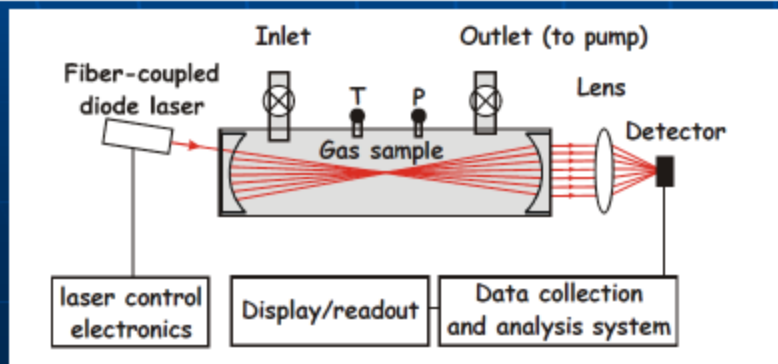 Inlet
Outlet (to pump)
Fiber-coupled
diode laser
T
P
Lens
Detector
Gas sample
laser control
electronics
Display/readout
Data collection
and analysis system